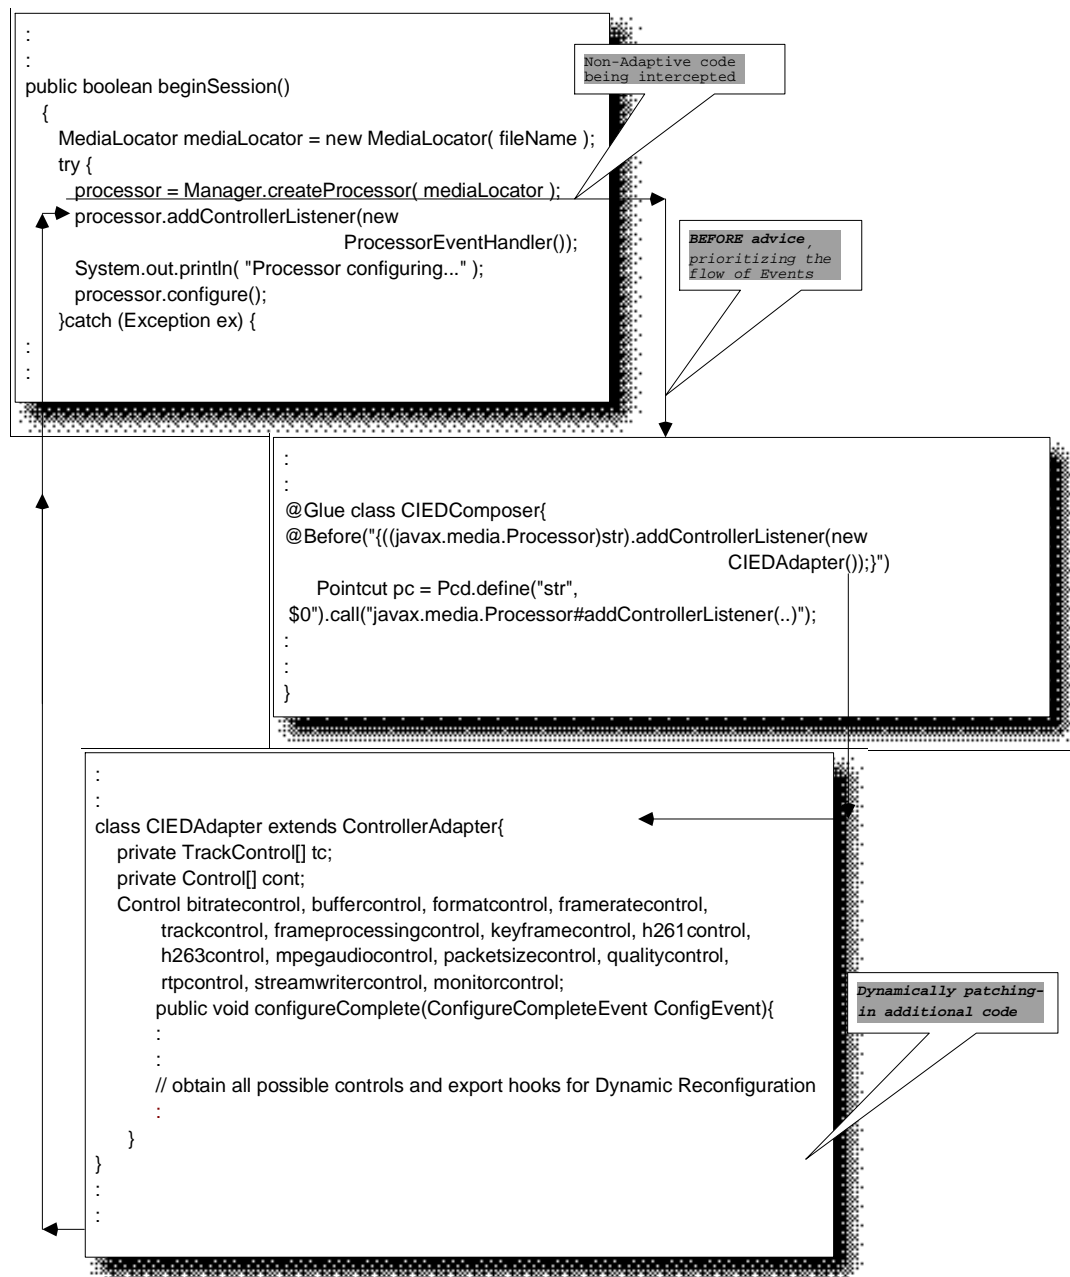 :
:
public boolean beginSession()
{
MediaLocator mediaLocator = new MediaLocator( fileName );
try {
processor = Manager.createProcessor( mediaLocator );
processor.addControllerListener(new
ProcessorEventHandler());
System.out.println( "Processor configuring..." );
processor.configure();
}catch (Exception ex) {
:
:
Non-Adaptive code
being intercepted
BEFORE advice,
prioritizing the
flow of Events
:
:
@Glue class CIEDComposer{
@Before("{((javax.media.Processor)str).addControllerListener(new
CIEDAdapter());}")
Pointcut pc = Pcd.define("str",
$0").call("javax.media.Processor#addControllerListener(..)");
:
:
}
:
:
class CIEDAdapter extends ControllerAdapter{
private TrackControl[] tc;
private Control[] cont;
Control bitratecontrol, buffercontrol, formatcontrol, frameratecontrol,
trackcontrol, frameprocessingcontrol, keyframecontrol, h261control,
h263control, mpegaudiocontrol, packetsizecontrol, qualitycontrol,
rtpcontrol, streamwritercontrol, monitorcontrol;
public void configureComplete(ConfigureCompleteEvent ConfigEvent){
:
:
// obtain all possible controls and export hooks for Dynamic Reconfiguration
:
}
}
:
:
Dynamically patching-
in additional code